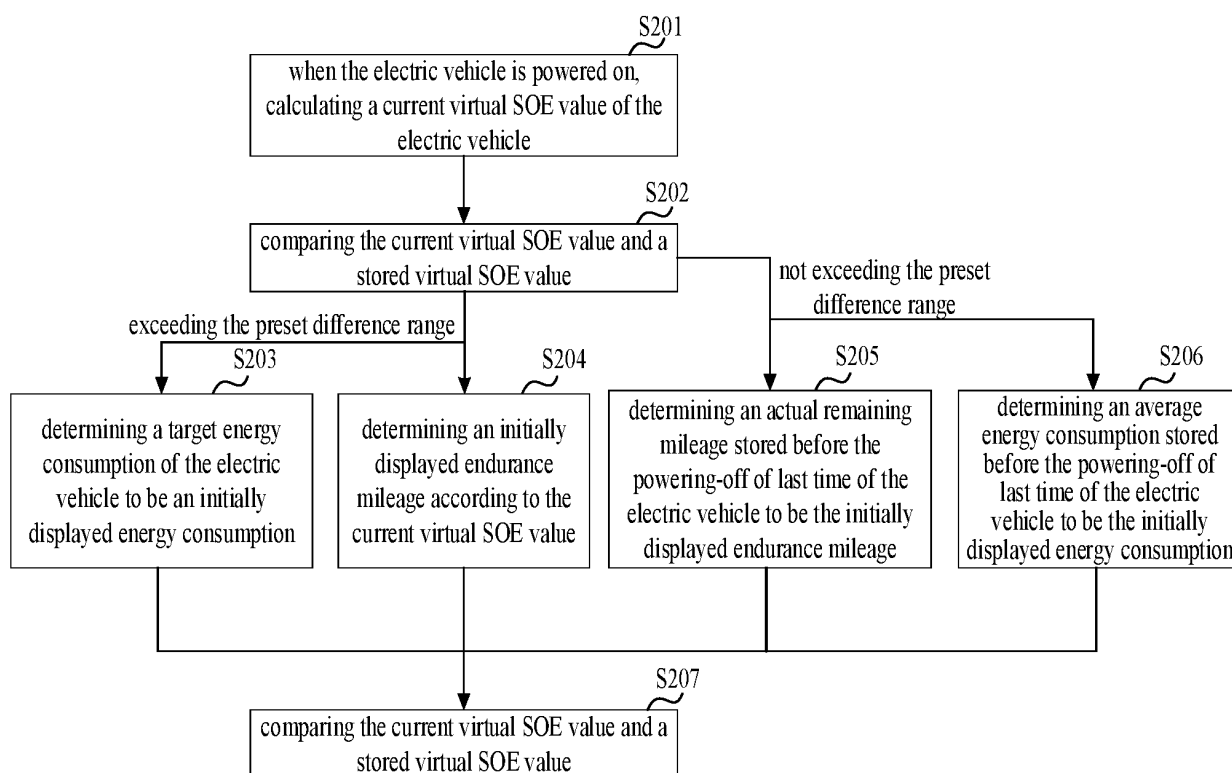 S201
when the electric vehicle is powered on,
calculating a current virtual SOE value of the
electric vehicle
S202
comparing the current virtual SOE value and a
stored virtual SOE value
not exceeding the preset
difference range
exceeding the preset difference range
S203
determining a target energy
consumption of the electric
vehicle to be an initially
displayed energy consumption
S204
determining an initially
displayed endurance
mileage according to the
current virtual SOE value
S205
determining an actual remaining
mileage stored before the
powering-off of last time of the
electric vehicle to be the initially
displayed endurance mileage
S206
determining an average
energy consumption stored
before the powering-off of
last time of the electric
vehicle to be the initially
displayed energy consumption
S207
comparing the current virtual SOE value and a
stored virtual SOE value